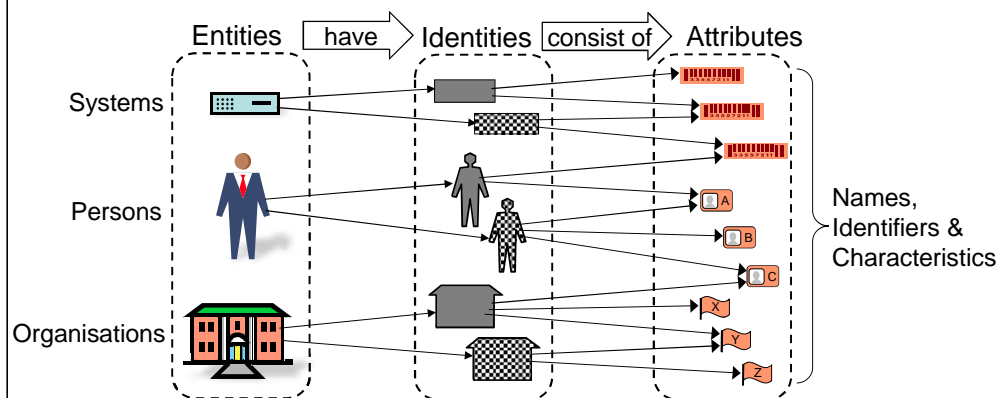 Entities
have
Identities
consist of
Attributes
Systems
Persons
Organisations
A
B
C
X
Y
Z
Names,
Identifiers &
Characteristics